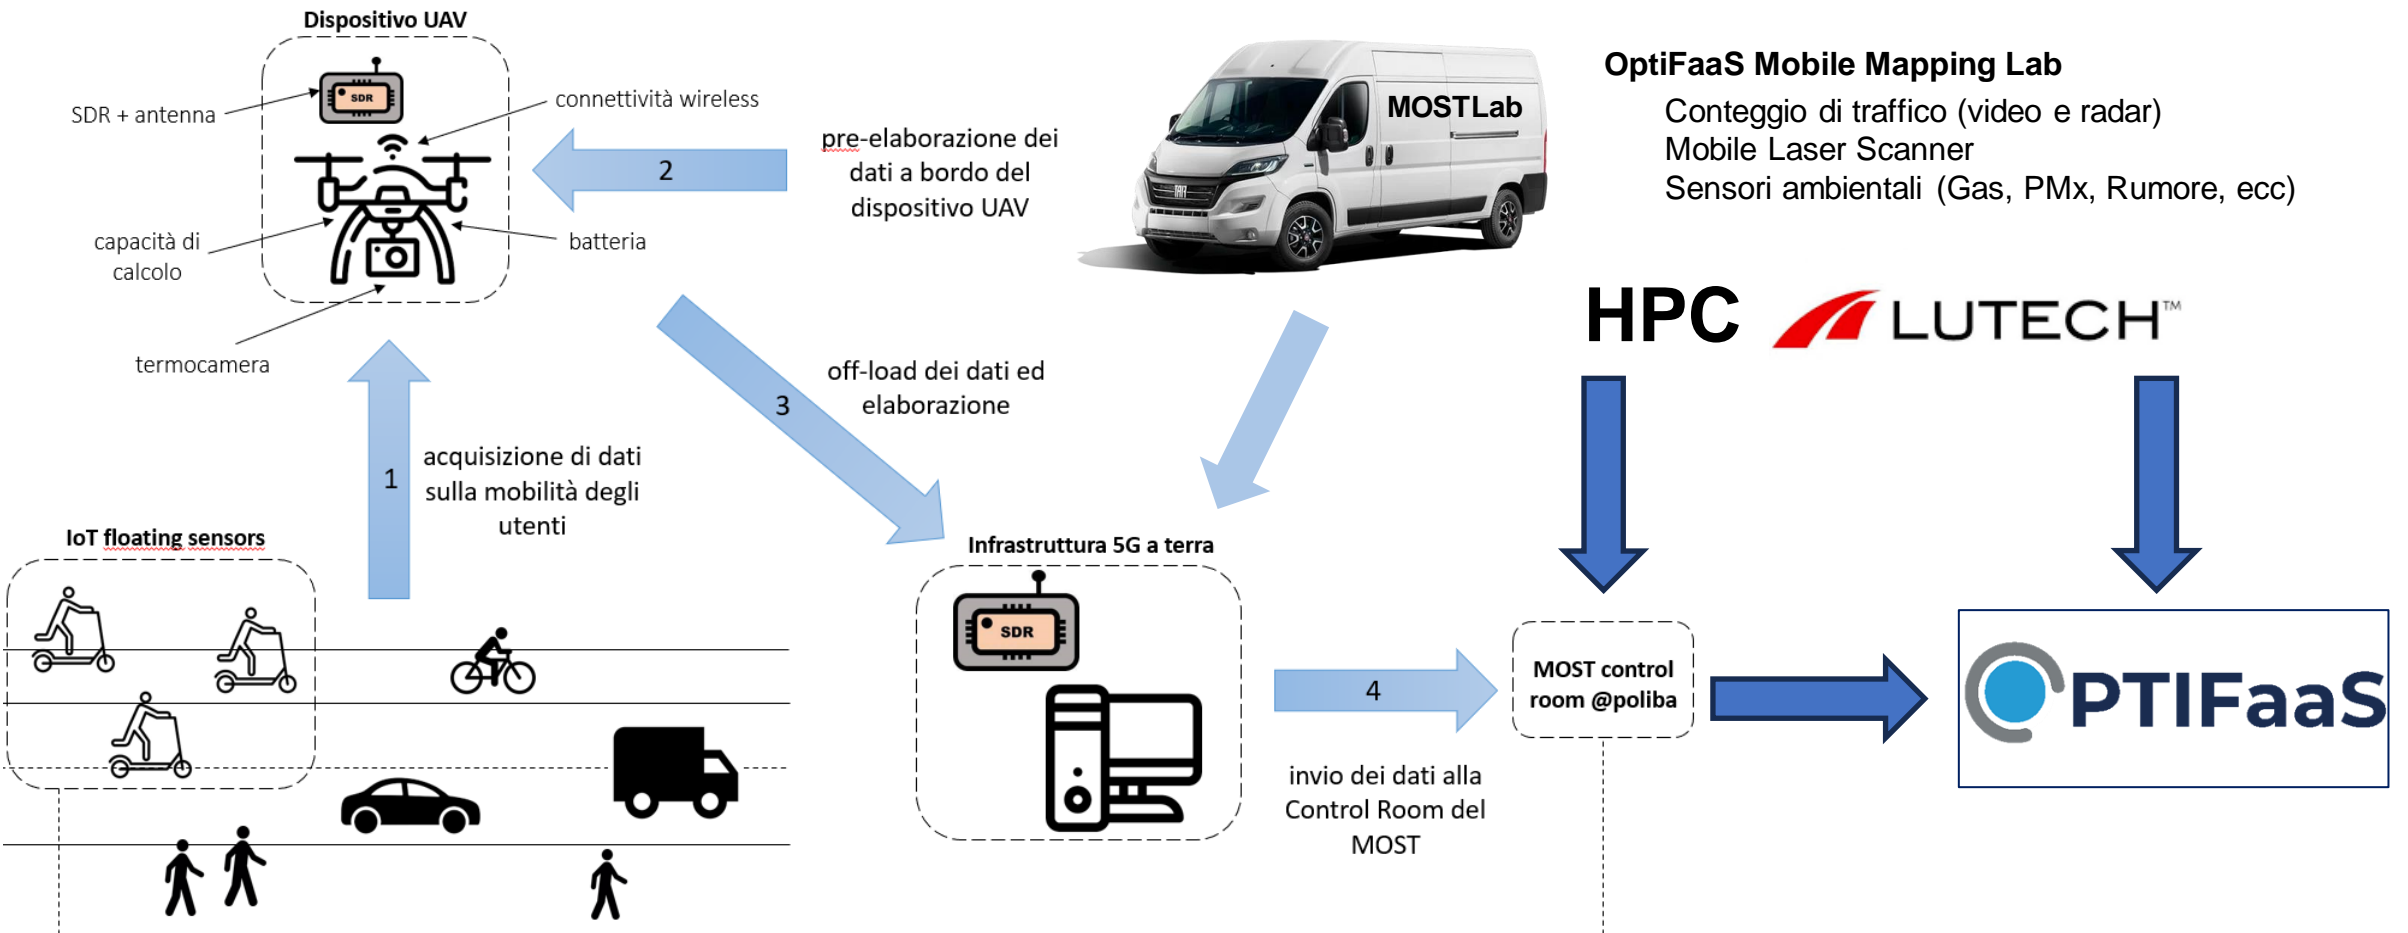 Dispositivo UAV
SDR
SDR + antenna
connettività wireless
capacità di
calcolo
batteria
termocamera
2
pre-elaborazione dei
dati a bordo del
dispositivo UAV
MOSTLab
FIAT
OptiFaaS Mobile Mapping Lab
Conteggio di traffico (video e radar)
Mobile Laser Scanner
Sensori ambientali (Gas, PMx, Rumore, ecc)
HPC
LUTECH™
1
acquisizione di dati
sulla mobilità degli
utenti
3
off-load dei dati ed
elaborazione
IoT floating sensors
Infrastruttura 5G a terra
SDR
4
invio dei dati alla
Control Room del
MOST
MOST control
room @poliba
OPTIFaaS